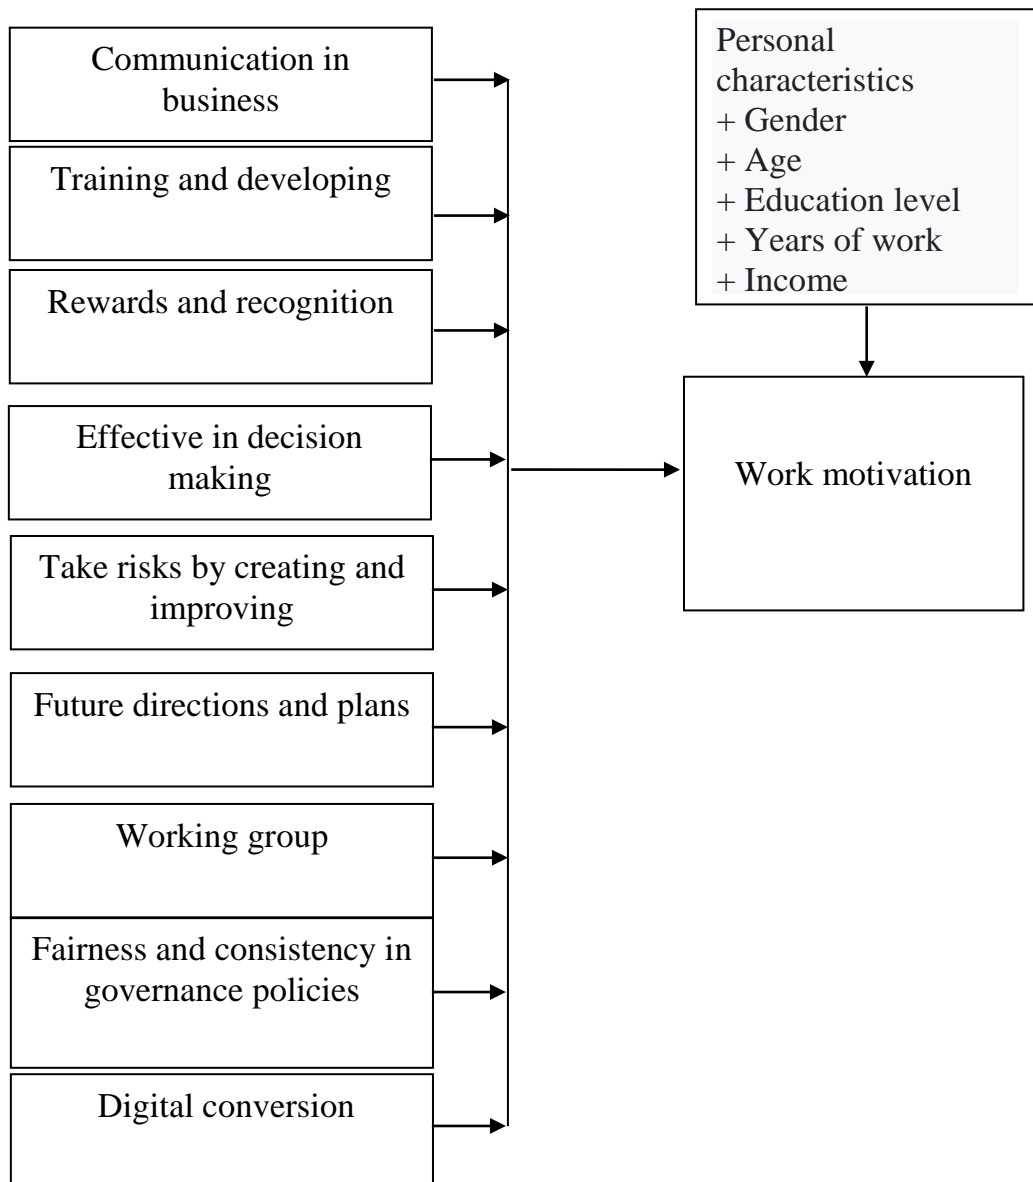 Communication in
business
Training and developing
Rewards and recognition
Effective in decision
making
Take risks by creating and
improving
Future directions and plans
Working group
Fairness and consistency in
governance policies
Digital conversion
Personal
characteristics
+ Gender
+ Age
+ Education level
+ Years of work
+ Income
Work motivation